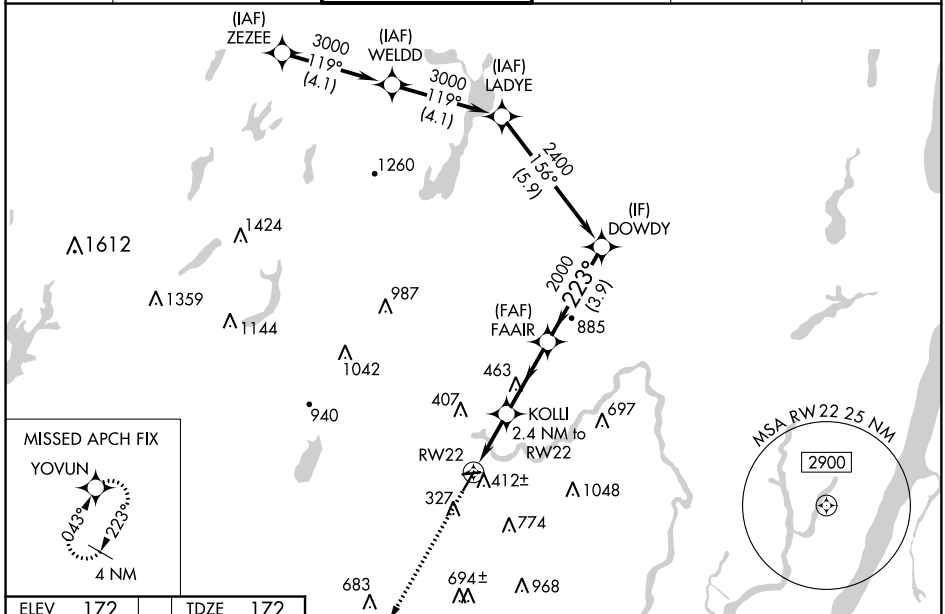 (IAF)
ZEZEE
3000
119°
(4.1)
(IAF)
WELDD
3000
119°
(4.1)
(IAF)
LADYE
2400
156°
(5.9)
1260
(IF)
DOWDY
1424
1612
2000
223°
(3.9)
1359
987
(FAF)
FAAIR
885
1144
1042
463
407
KOLLI
2.4 NM to
RW22
697
940
MISSED APCH FIX
YOVUN
043°
223°
4 NM
RW22
412±
327
1048
774
MSA RW 22 25 NM
2900
683
694±
968
ELEV 172
TDZE 172